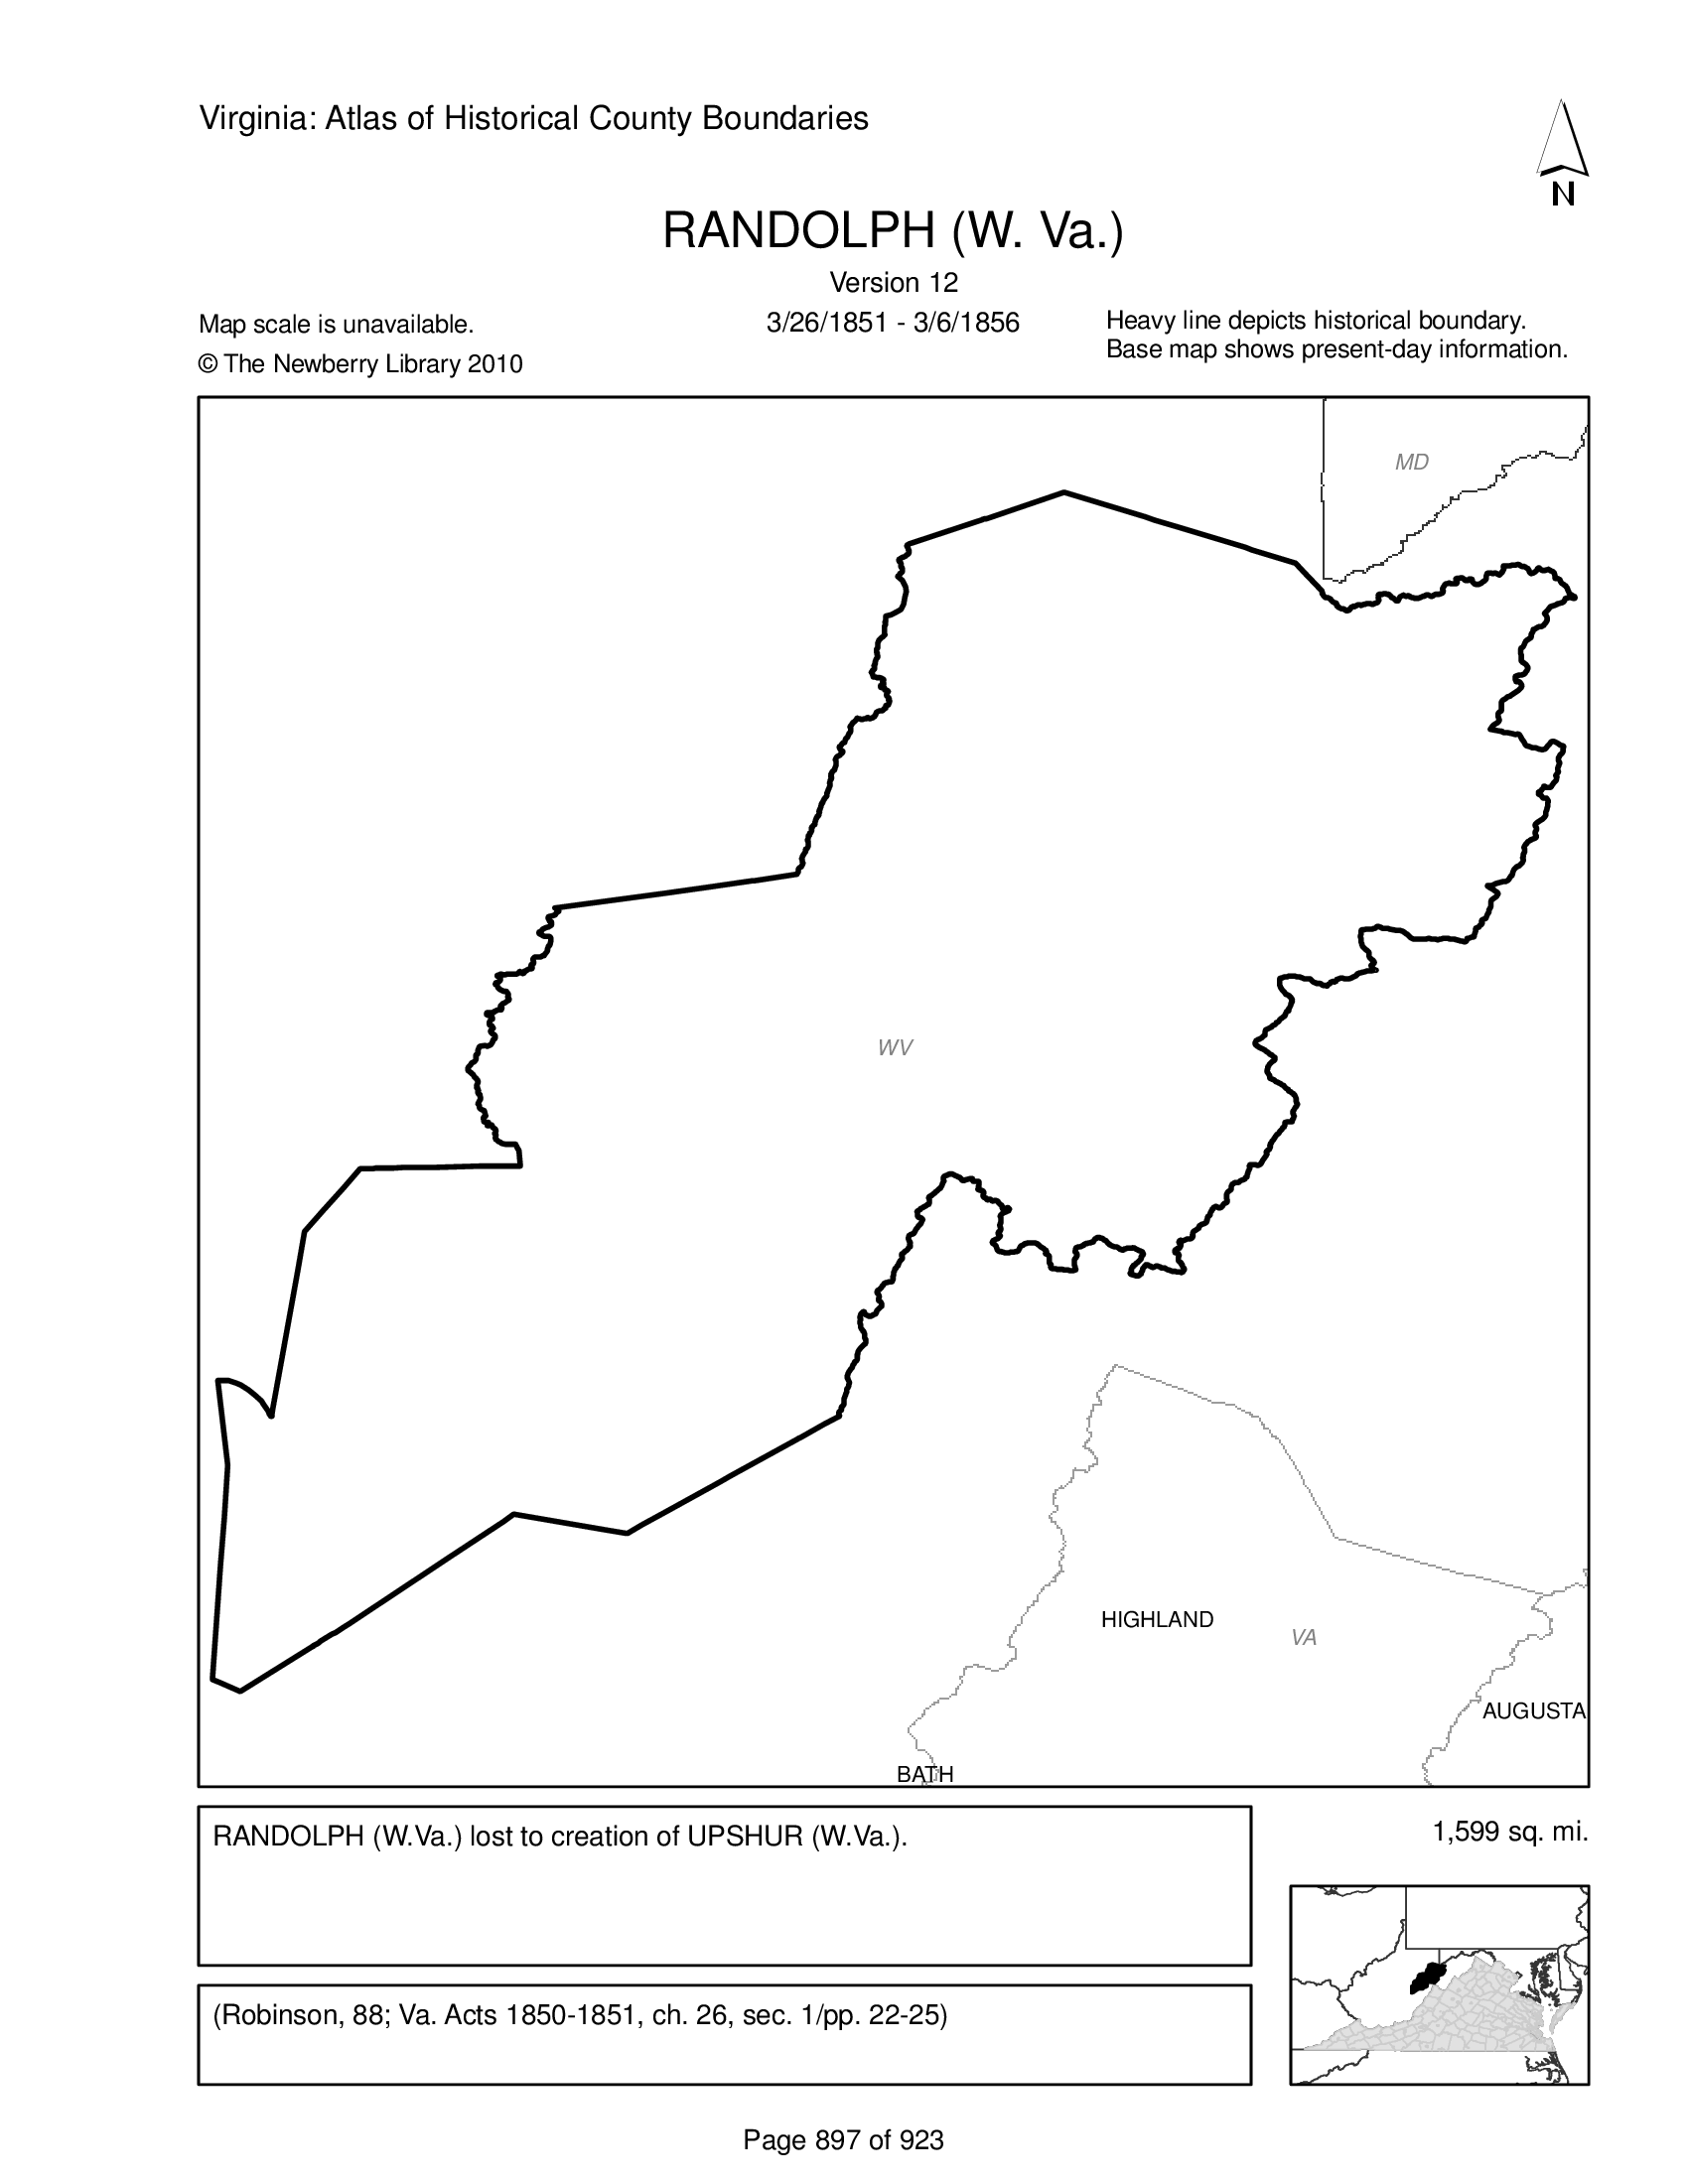 Virginia: Atlas of Historical County Boundaries
N
RANDOLPH (W. Va.)
Version 12
3/26/1851 - 3/6/1856
Map scale is unavailable.
© The Newberry Library 2010
Heavy line depicts historical boundary.
Base map shows present-day information.
MD
WV
HIGHLAND
VA
AUGUSTA
BATH
RANDOLPH (W.Va.) lost to creation of UPSHUR (W.Va.).
1,599 sq. mi.
(Robinson, 88; Va. Acts 1850-1851, ch. 26, sec. 1/pp. 22-25)
Page 897 of 923